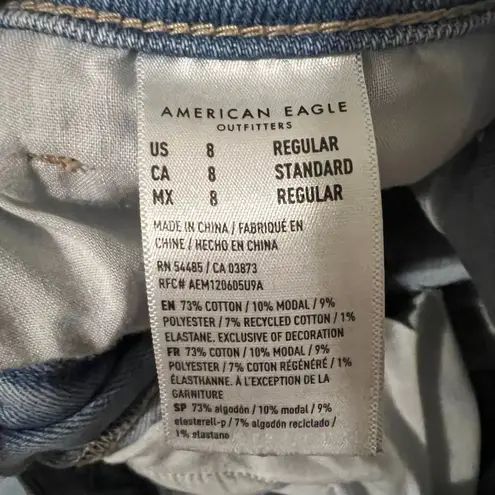 AMERICAN EAGLE
OUTFITTERS
US 8 REGULAR
CA 8 STANDARD
MX 8 REGULAR
MADE IN CHINA / FABRIQUÉ EN
CHINE / HECHO EN CHINA
RN 54485 / CA 03873
RFC# AEM120605U9A
EN 73% COTTON / 10% MODAL / 9%
POLYESTER / 7% RECYCLED COTTON / 1%
ELASTANE. EXCLUSIVE OF DECORATION
FR 73% COTON / 10% MODAL / 9%
POLYESTER / 7% COTON RÉGÉNÉRÉ / 1%
ÉLASTHANNE. À L'EXCEPTION DE LA
GARNITURE
SP 73% algodón / 10% modal / 9%
elasterell-p / 7% algodón reciclado /
1% elastano